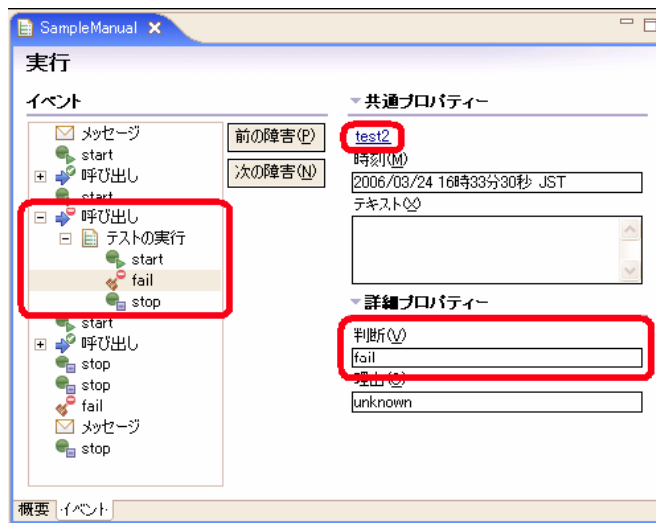 SampleManual
実行
イベント
メッセージ
start
呼び出し
start
呼び出し
テストの実行
start
fail
stop
start
呼び出し
stop
stop
fail
メッセージ
stop
前の障害(P)
次の障害(N)
共通プロパティー
test2
時刻(M)
2006/03/24 16時33分30秒 JST
テキスト(X)
詳細プロパティー
判断(V)
fail
理由(O)
unknown
概要
イベント